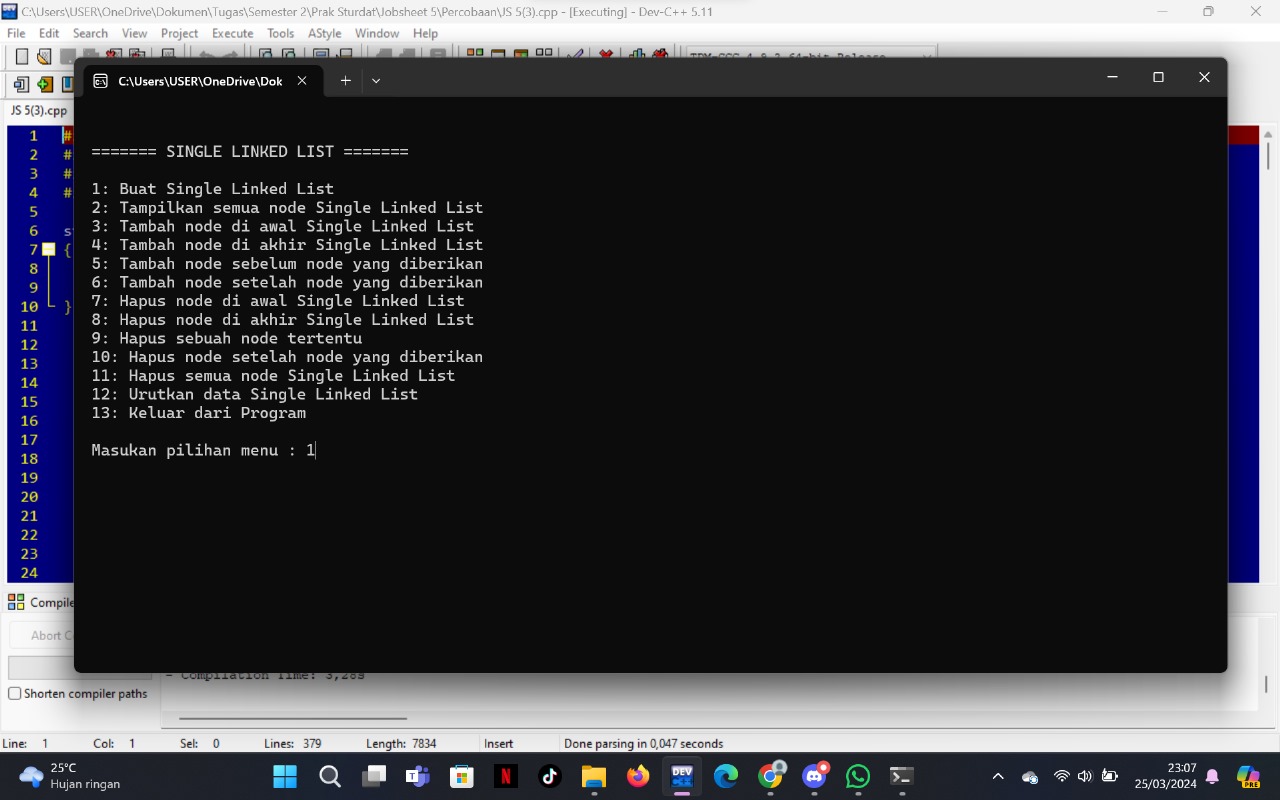 C:\Users\USER\OneDrive\Dokumen\Tugas\Semester 2\Prak Sturdat\Jobsheet 5\Percobaan\JS 5(3).cpp - [Executing] - Dev-C++ 5.11
File Edit Search View Project Execute Tools AStyle Window Help
C:\Users\USER\OneDrive\Dok
JS 5(3).cpp
1 #
2 #
3 #
4 #
5
6 st
7 {
8
9
10 }
11
12
13
14
15
16
17
18
19
20
21
22
23
24
======= SINGLE LINKED LIST =======
1: Buat Single Linked List
2: Tampilkan semua node Single Linked List
3: Tambah node di awal Single Linked List
4: Tambah node di akhir Single Linked List
5: Tambah node sebelum node yang diberikan
6: Tambah node setelah node yang diberikan
7: Hapus node di awal Single Linked List
8: Hapus node di akhir Single Linked List
9: Hapus sebuah node tertentu
10: Hapus node setelah node yang diberikan
11: Hapus semua node Single Linked List
12: Urutkan data Single Linked List
13: Keluar dari Program
Masukan pilihan menu : 1
Compile
Abort C
- Compilation Time: 3,28s
Shorten compiler paths
Line: 1 Col: 1 Sel: 0 Lines: 379 Length: 7834 Insert Done parsing in 0,047 seconds
25°C
Hujan ringan
DEV
23:07
25/03/2024
PRE